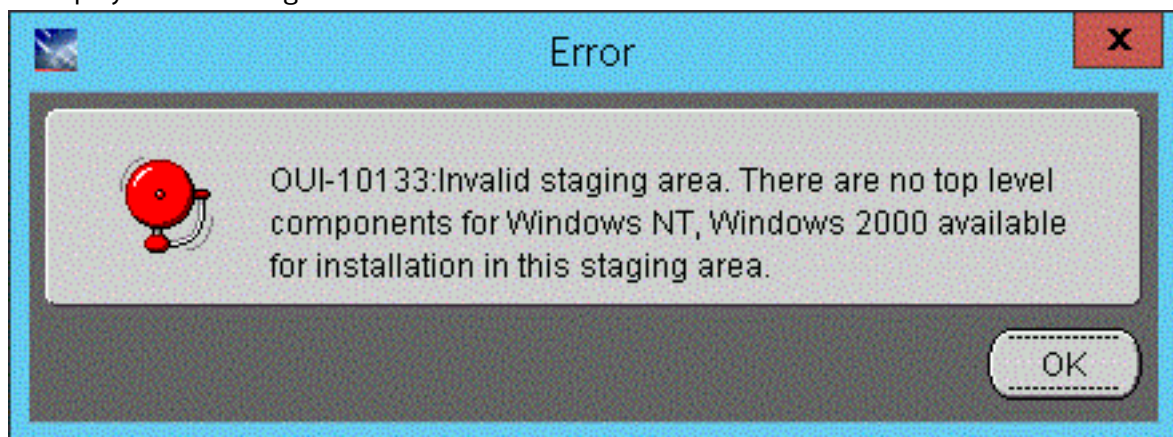 Error
x
OUI-10133:Invalid staging area. There are no top level
components for Windows NT, Windows 2000 available
for installation in this staging area.
OK